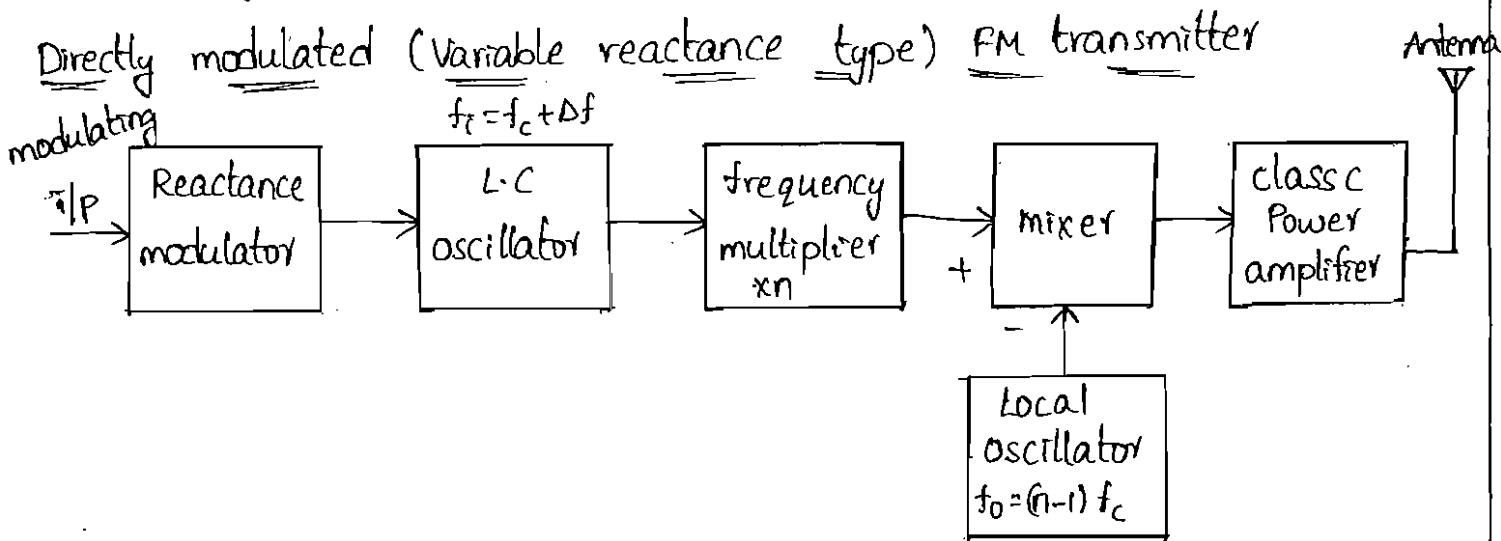 Directly modulated (Variable reactance type) FM transmitter
Antenna
modulating
i/p
fi = fc + Δf
Reactance
modulator
L.C
oscillator
frequency
multiplier
xn
+
mixer
-
class c
Power
amplifier
Local
oscillator
f0 = (n-1) fc